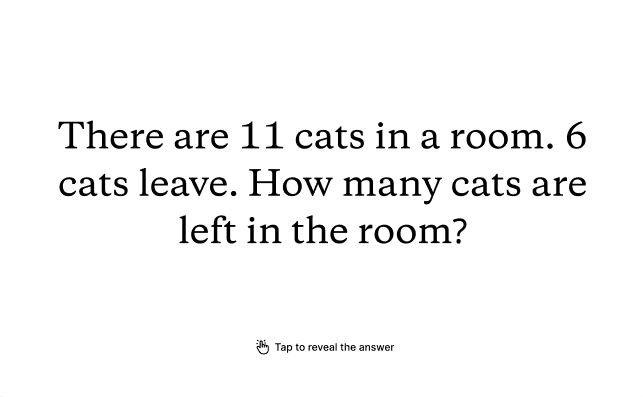 There are 11 cats in a room. 6
cats leave. How many cats are
left in the room?
Tap to reveal the answer